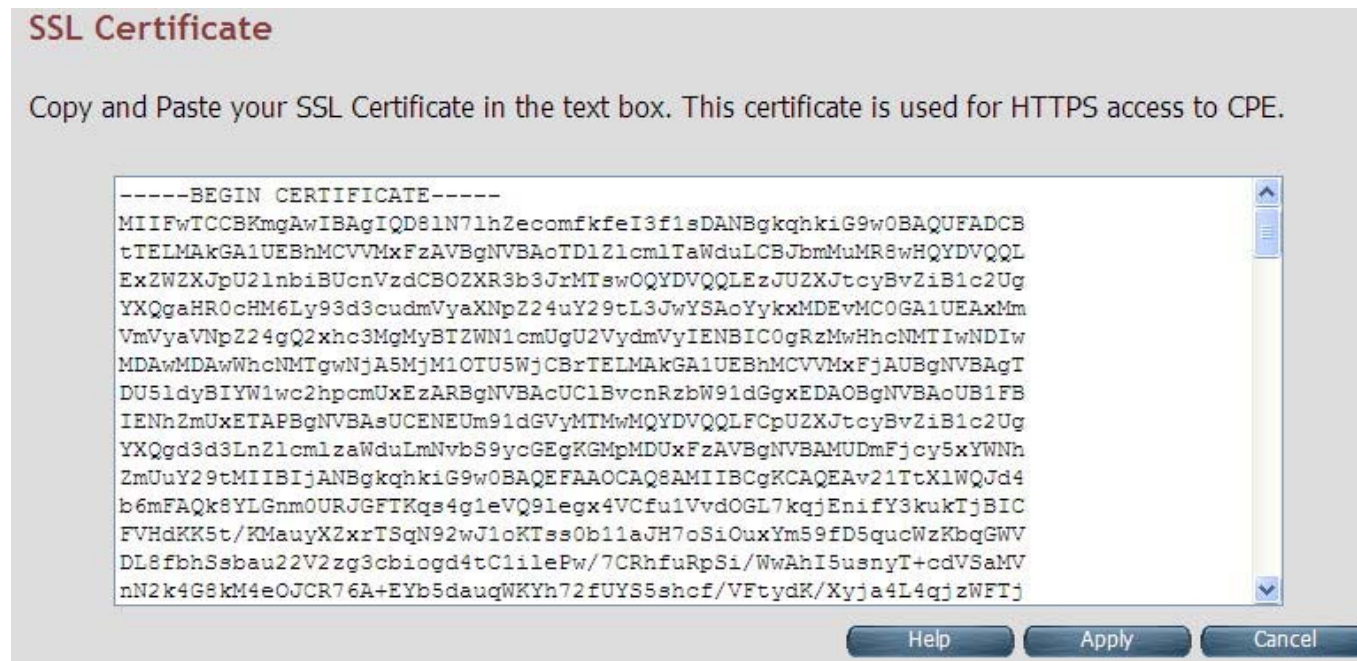 SSL Certificate
Copy and Paste your SSL Certificate in the text box. This certificate is used for HTTPS access to CPE.
-----BEGIN CERTIFICATE-----
MIIFwTCCBKmgAwIBAgIQD8lN7lhZecomfkfeI3f1sDANBgkqhkiG9w0BAQUFADCB
tTELMAkGA1UEBhMCVVMxFzAVBgNVBAoTDlZlcmlTaWduLCBJbmMuMR8wHQYDVQQL
ExZWZXJpU2lnbiBUcnVzdCBOZXR3b3JrMTswOQYDVQQLEzJUZXJtcyBvZiB1c2Ug
YXQgaHR0cHM6Ly93d3cudmVyaXNpZ24uY29tL3JwYSAoYykxMDEvMC0GA1UEAxMm
VmVyaVNpZ24gQ2xhc3MgMyBTZWN1cmUgU2VydmVyIENBIC0gRzMwHhcNMTIwNDIw
MDAwMDAwWhcNMTgwNjA5MjM1OTU5WjCBrTELMAkGA1UEBhMCVVMxFjAUBgNVBAgT
DU5ldyBIYW1wc2hpcmUxEzARBgNVBAcUClBvcnRzbW91dGgxEDAOBgNVBAoUB1FB
IENhZmUxETAPBgNVBAsUCENEUm91dGVyMTMwMQYDVQQLFCpUZXJtcyBvZiB1c2Ug
YXQgd3d3LnZlcmlzaWduLmNvbS9ycGEgKGMpMDUxFzAVBgNVBAMUDmFjcy5xYWNh
ZmUuY29tMIIBIjANBgkqhkiG9w0BAQEFAAOCAQ8AMIIBCgKCAQEAv21TtXlWQJd4
b6mFAQk8YLGnm0URJGFTKqs4gleVQ9legx4VCfu1VvdOGL7kqjEnifY3kukTjBIC
FVHdKK5t/KMauyXZxrTSqN92wJ1oKTss0b11aJH7oSiOuxYm59fD5qucWzKbqGWV
DL8fbhSsbau22V2zg3cbiogd4tC1ilePw/7CRhfuRpSi/WwAhI5usnyT+cdVSaMV
nN2k4G8kM4eOJCR76A+EYb5dauqWKYh72fUYS5shcf/VFtydK/Xyja4L4qjzWFTj
Help Apply Cancel